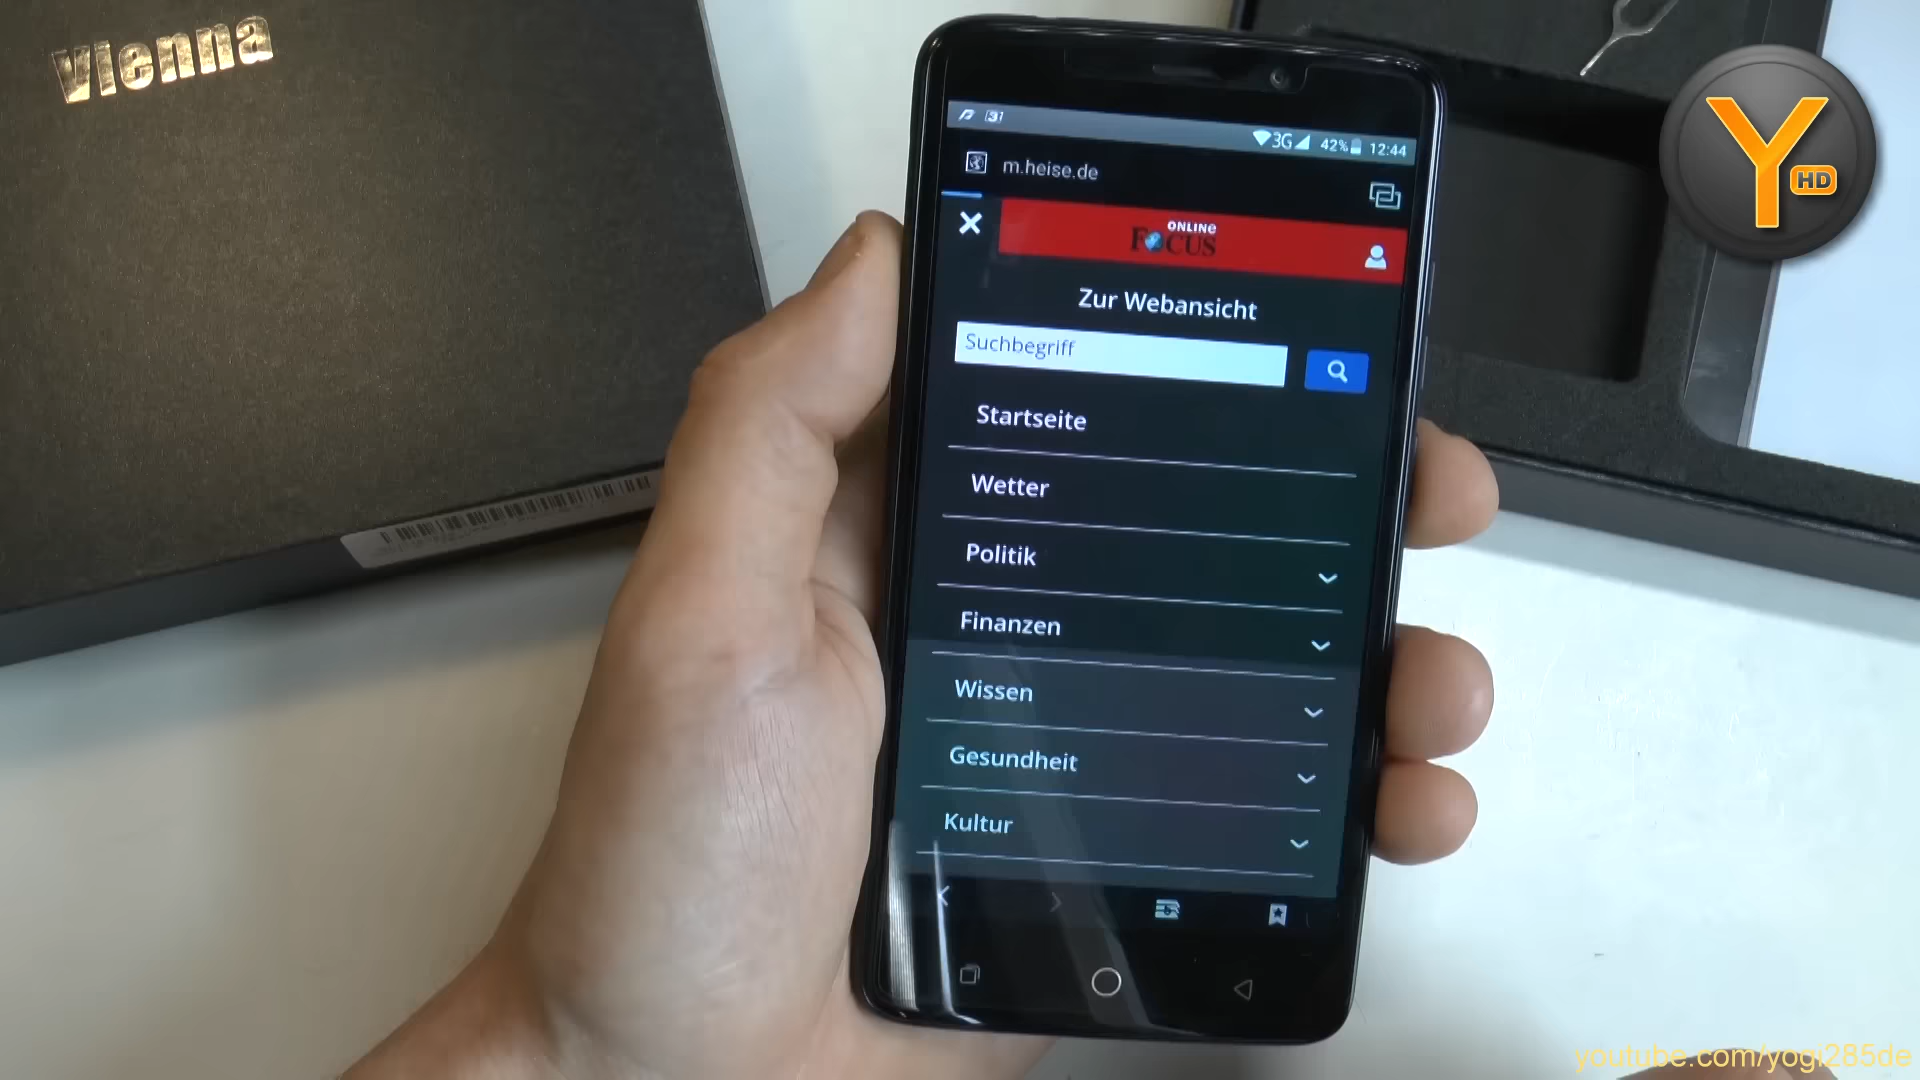 Vienna
Y HD
3G 42% 12:44
m.heise.de
ONLINE
FOCUS
Zur Webansicht
Suchbegriff
Startseite
Wetter
Politik
Finanzen
Wissen
Gesundheit
Kultur
youtube.com/yogi285de